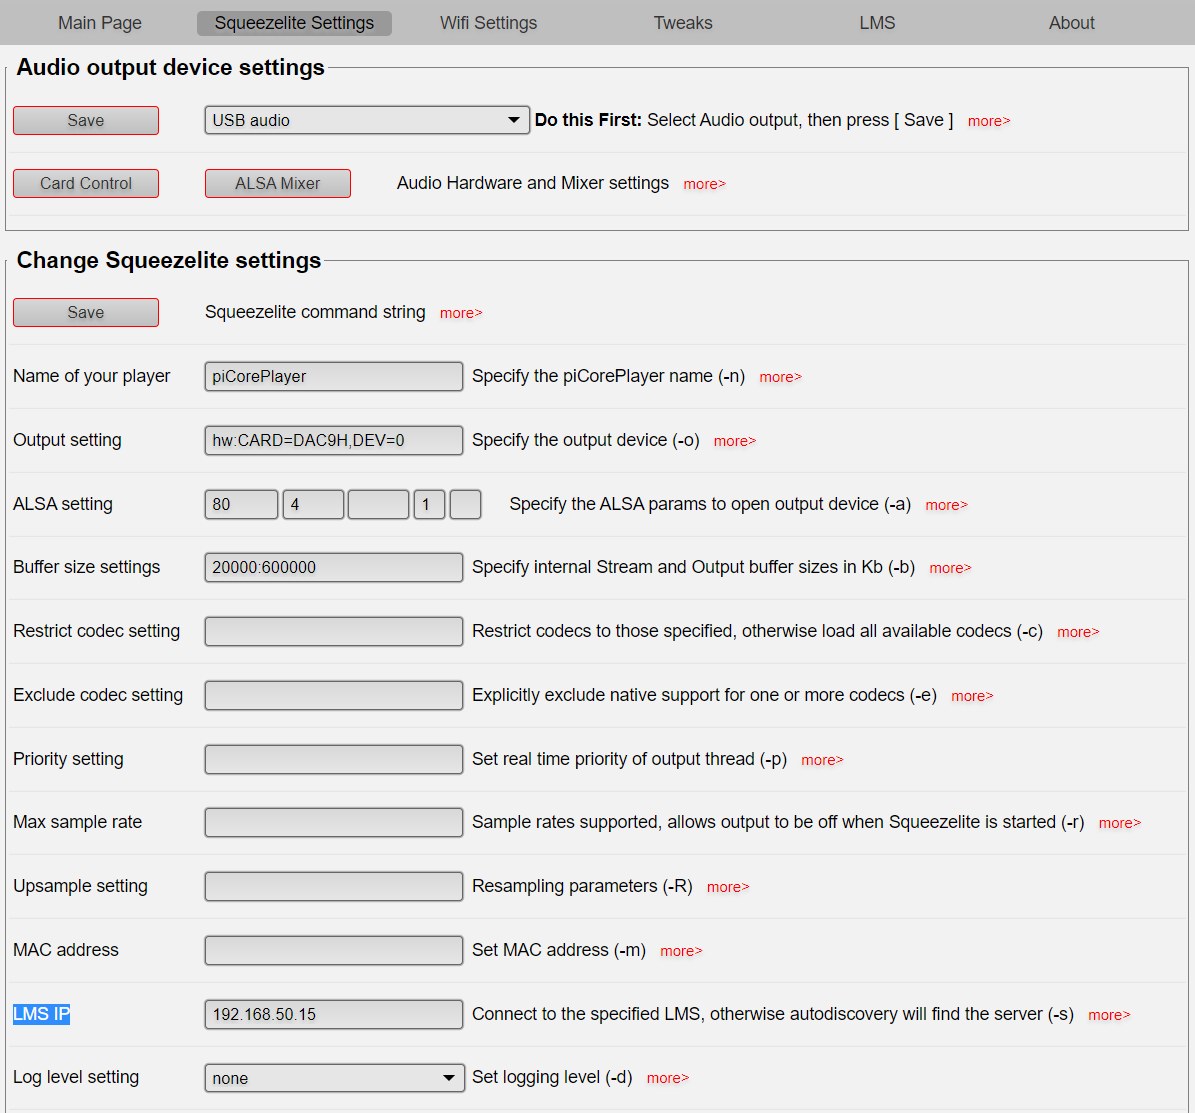 Main Page Squeezelite Settings Wifi Settings Tweaks LMS About
Audio output device settings
Save USB audio Do this First: Select Audio output, then press [ Save ] more>
Card Control ALSA Mixer Audio Hardware and Mixer settings more>
Change Squeezelite settings
Save Squeezelite command string more>
Name of your player piCorePlayer Specify the piCorePlayer name (-n) more>
Output setting hw:CARD=DAC9H,DEV=0 Specify the output device (-o) more>
ALSA setting 80 4 1 Specify the ALSA params to open output device (-a) more>
Buffer size settings 20000:600000 Specify internal Stream and Output buffer sizes in Kb (-b) more>
Restrict codec setting Restrict codecs to those specified, otherwise load all available codecs (-c) more>
Exclude codec setting Explicitly exclude native support for one or more codecs (-e) more>
Priority setting Set real time priority of output thread (-p) more>
Max sample rate Sample rates supported, allows output to be off when Squeezelite is started (-r) more>
Upsample setting Resampling parameters (-R) more>
MAC address Set MAC address (-m) more>
LMS IP 192.168.50.15 Connect to the specified LMS, otherwise autodiscovery will find the server (-s) more>
Log level setting none Set logging level (-d) more>